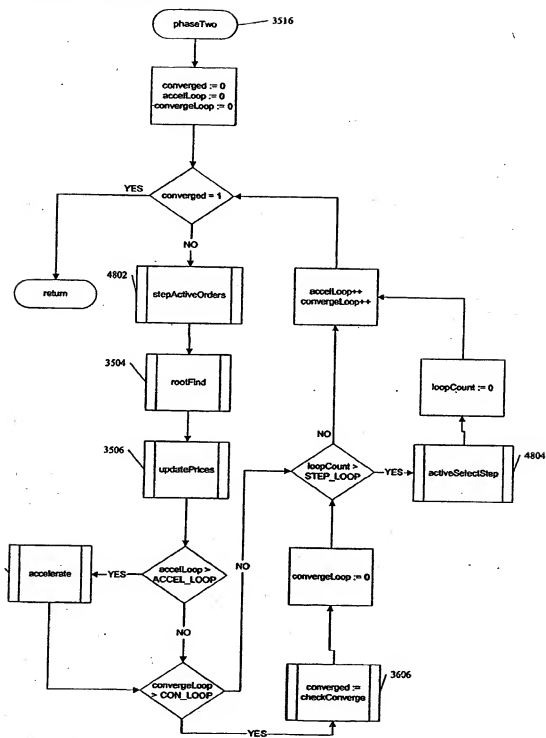 phaseTwo
3516
converged := 0
accelLoop := 0
convergeLoop := 0
YES
converged = 1
NO
return
4802
stepActiveOrders
accelLoop++
convergeLoop++
3504
rootFind
loopCount := 0
3506
updatePrices
NO
loopCount >
STEP_LOOP
YES
activeSelectStep
4804
NO
accelerate
YES
accelLoop >
ACCEL_LOOP
convergeLoop := 0
NO
convergeLoop
> CON_LOOP
converged :=
checkConverge
3606
YES